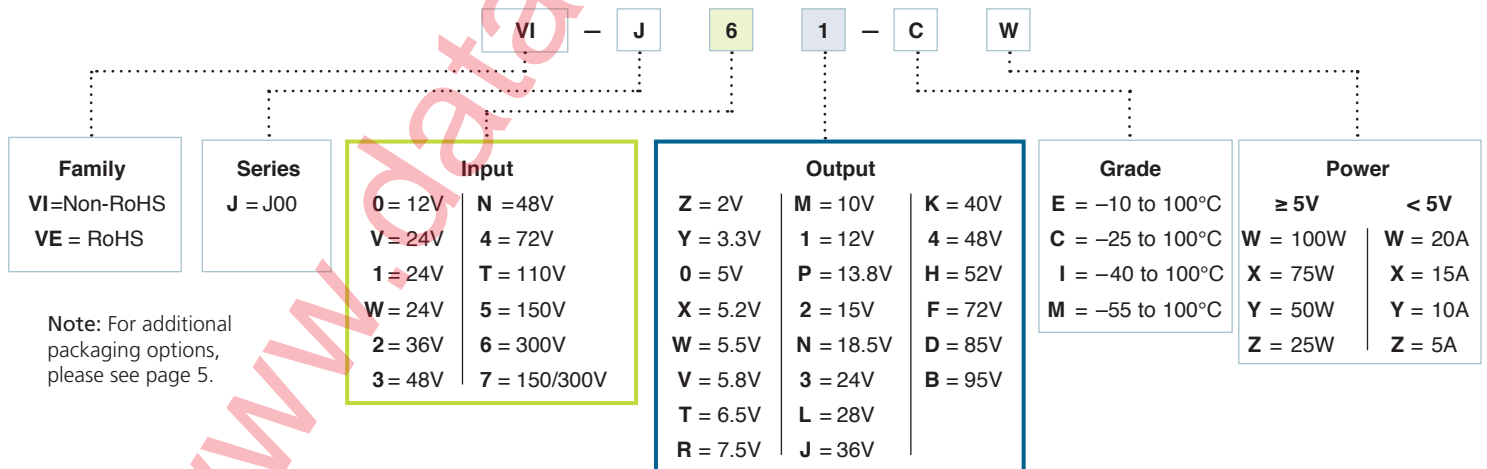 VI – J 6 1 – C W
Family
VI=Non-RoHS
VE = RoHS
Series
J = J00
Input
0 = 12V
V = 24V
1 = 24V
W = 24V
2 = 36V
3 = 48V
N = 48V
4 = 72V
T = 110V
5 = 150V
6 = 300V
7 = 150/300V
Output
Z = 2V
Y = 3.3V
0 = 5V
X = 5.2V
W = 5.5V
V = 5.8V
T = 6.5V
R = 7.5V
M = 10V
1 = 12V
P = 13.8V
2 = 15V
N = 18.5V
3 = 24V
L = 28V
J = 36V
K = 40V
4 = 48V
H = 52V
F = 72V
D = 85V
B = 95V
Grade
E = –10 to 100°C
C = –25 to 100°C
I = –40 to 100°C
M = –55 to 100°C
Power
≥ 5V
W = 100W
X = 75W
Y = 50W
Z = 25W
< 5V
W = 20A
X = 15A
Y = 10A
Z = 5A
Note: For additional
packaging options,
please see page 5.
www.data